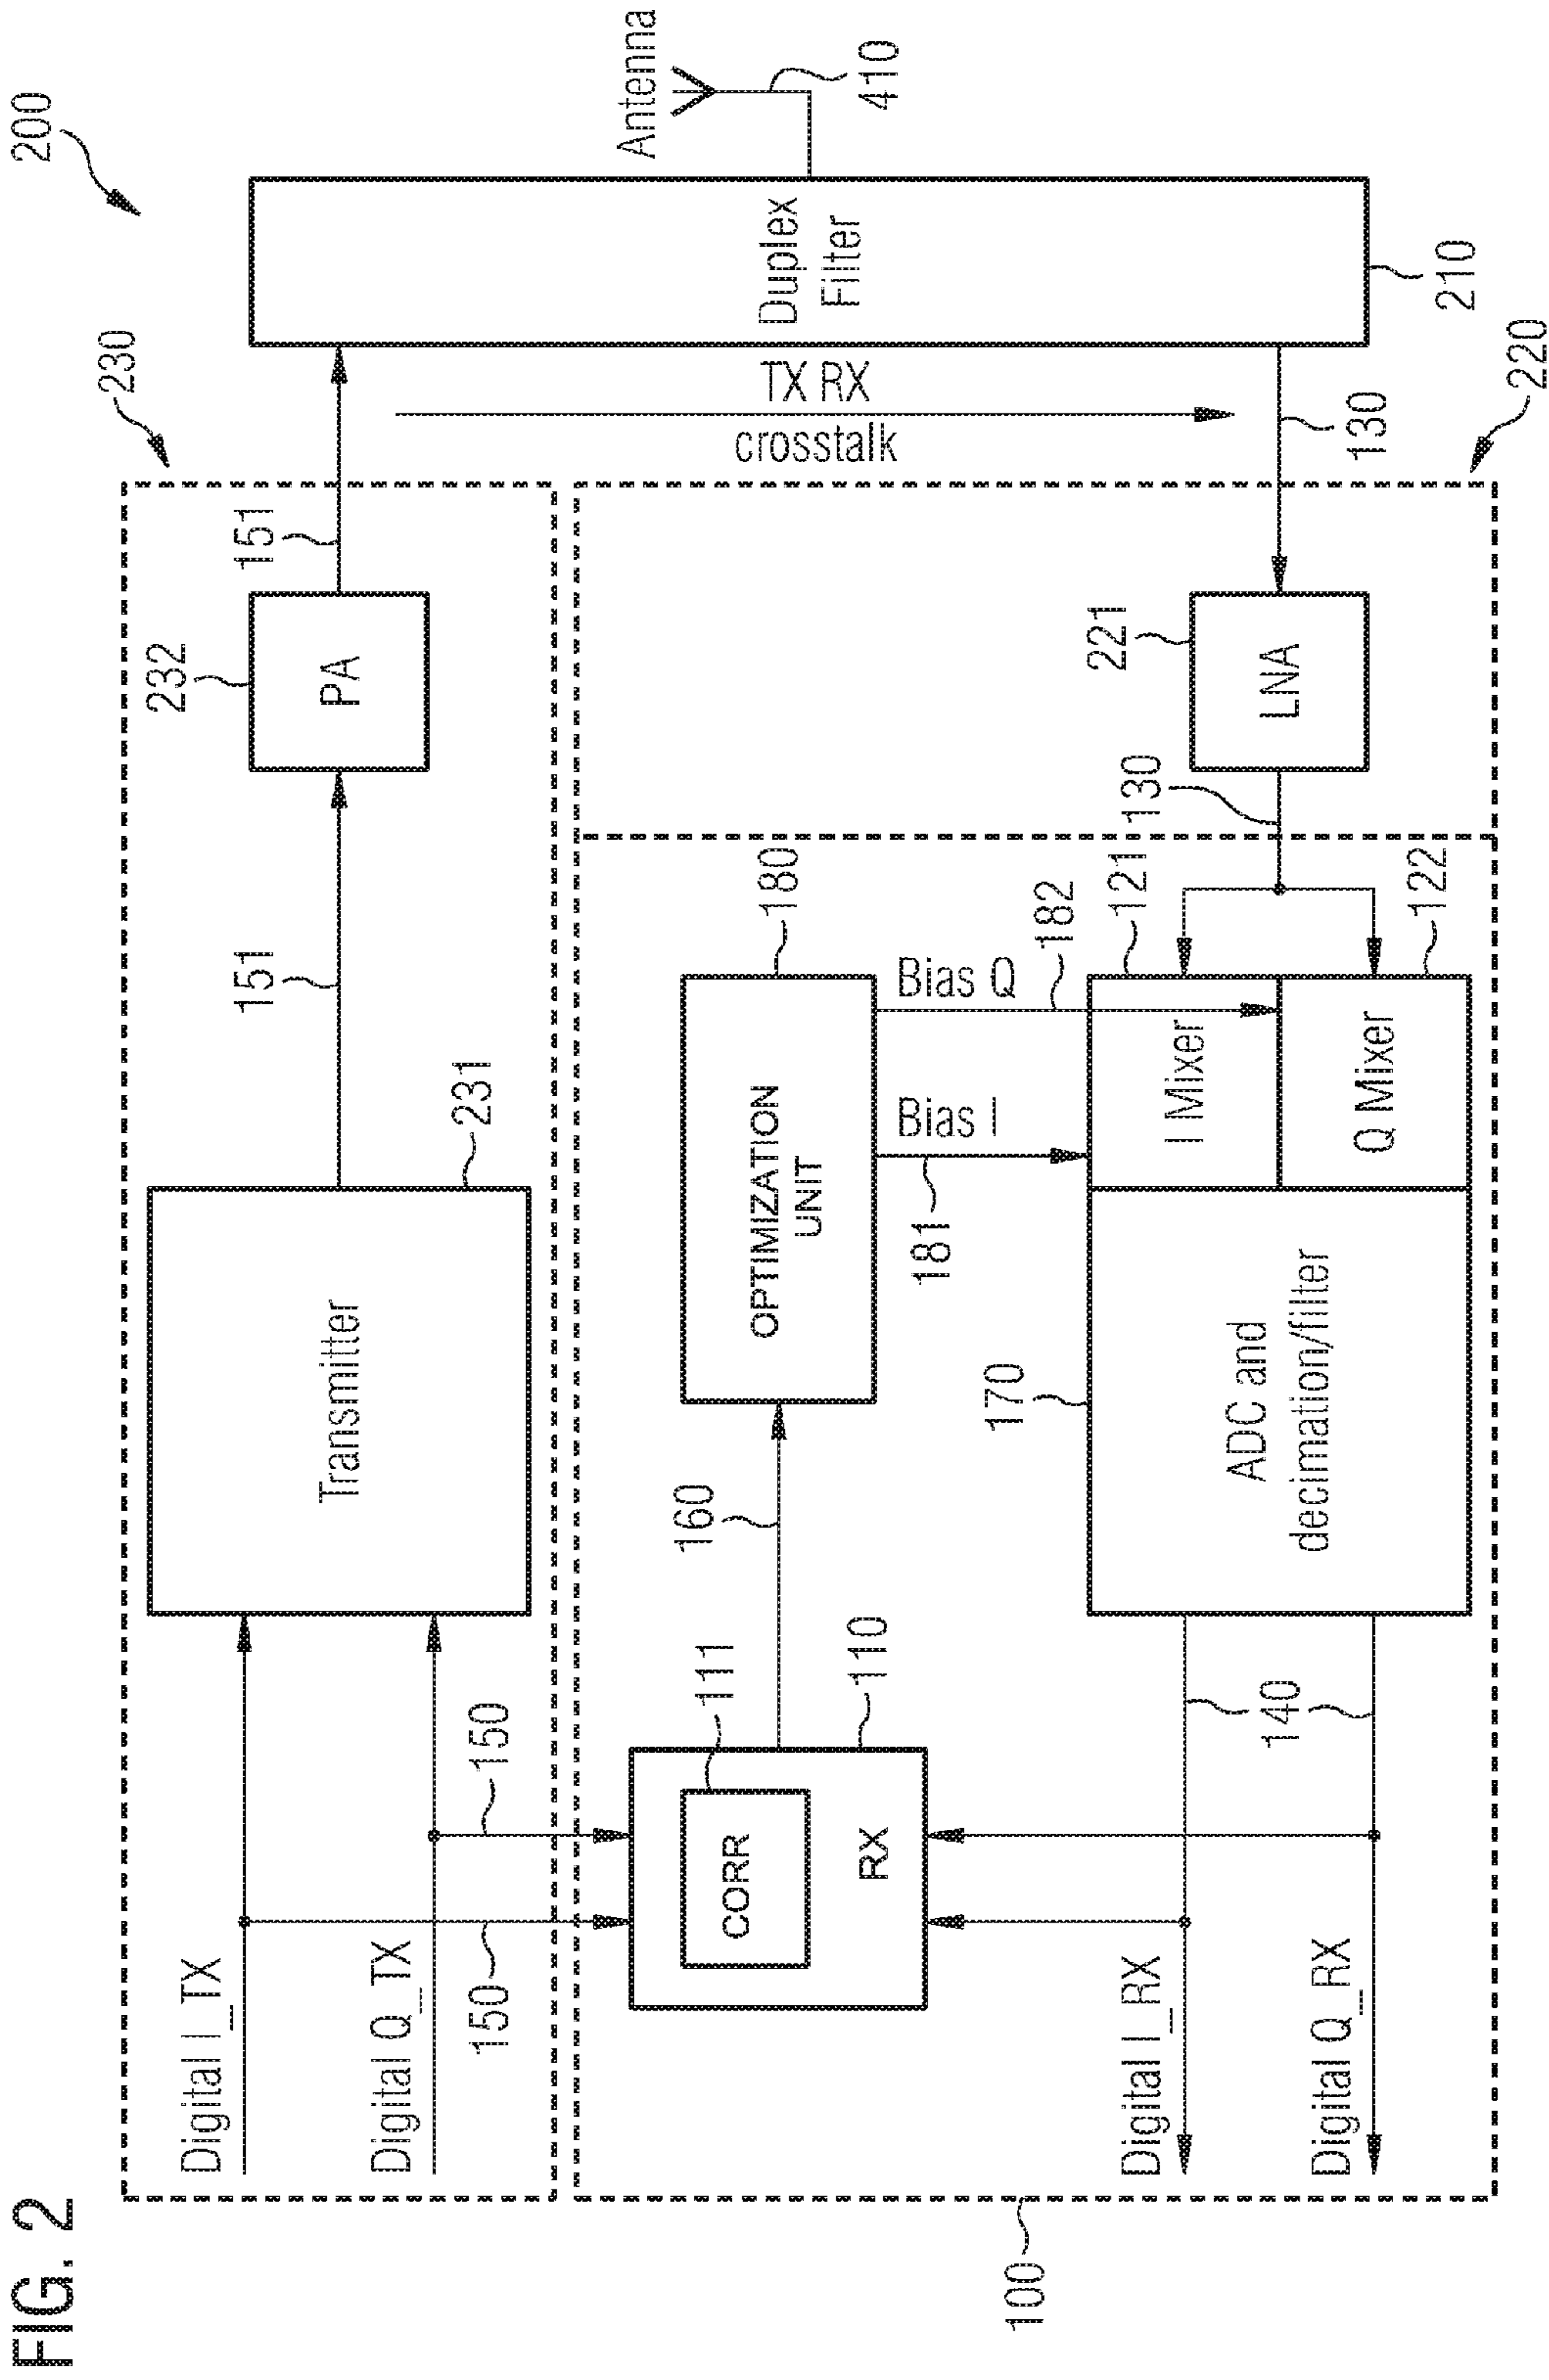 FIG. 2
200
230
232
151
151
PA
Transmitter
231
Digital I_TX
Digital Q_TX
150
150
Antenna
410
Duplex
Filter
210
TX RX
crosstalk
130
220
221
LNA
130
180
OPTIMIZATION
UNIT
Bias Q
182
Bias I
181
121
I Mixer
122
Q Mixer
170
ADC and
decimation/filter
160
111
110
CORR
RX
140
Digital I_RX
Digital Q_RX
100